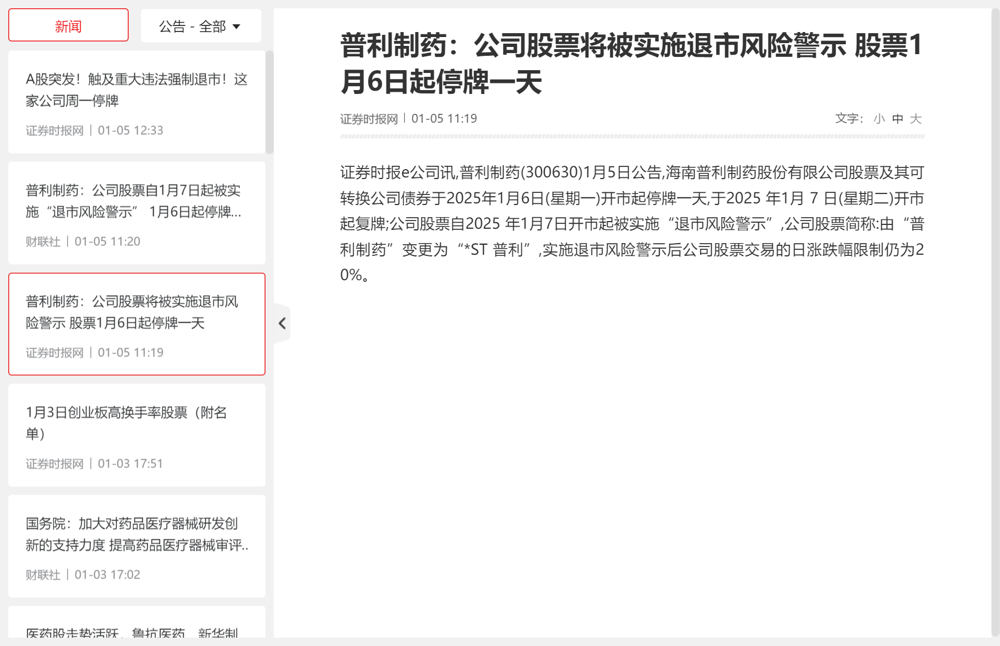 新闻
公告 - 全部
A股突发！触及重大违法强制退市！这
家公司周一停牌
证券时报网 | 01-05 12:33
普利制药：公司股票自1月7日起被实
施“退市风险警示” 1月6日起停牌...
财联社 | 01-05 11:20
普利制药：公司股票将被实施退市风
险警示 股票1月6日起停牌一天
证券时报网 | 01-05 11:19
1月3日创业板高换手率股票（附名
单）
证券时报网 | 01-03 17:51
国务院：加大对药品医疗器械研发创
新的支持力度 提高药品医疗器械审评..
财联社 | 01-03 17:02
医药股走势活跃，鲁抗医药、新华制
普利制药：公司股票将被实施退市风险警示 股票1
月6日起停牌一天
证券时报网 | 01-05 11:19
文字： 小 中 大
证券时报e公司讯,普利制药(300630)1月5日公告,海南普利制药股份有限公司股票及其可
转换公司债券于2025年1月6日(星期一)开市起停牌一天,于2025 年1月 7 日(星期二)开市
起复牌;公司股票自2025 年1月7日开市起被实施“退市风险警示”,公司股票简称:由“普
利制药”变更为“*ST 普利”,实施退市风险警示后公司股票交易的日涨跌幅限制仍为2
0%。